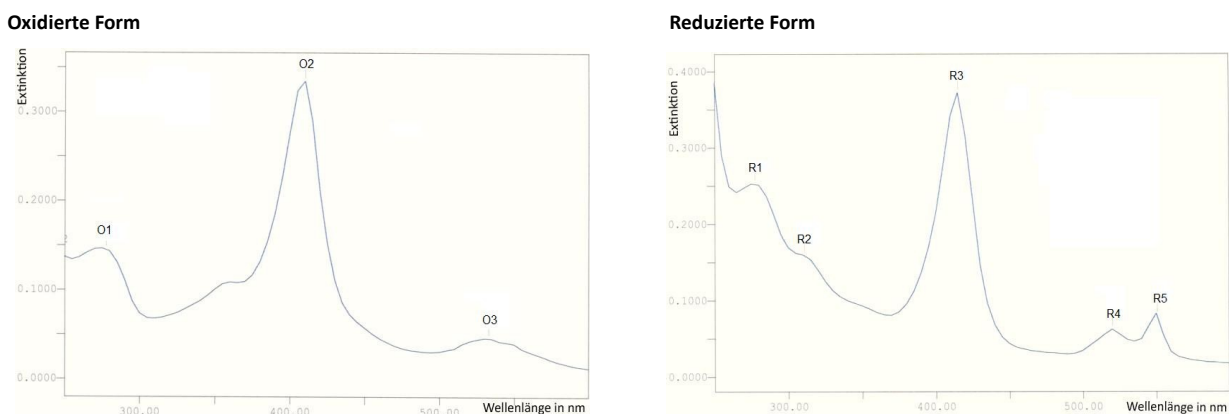 Oxidierte Form
Extinktion
O1
O2
O3
0.3000
0.2000
0.1000
0.0000
300.00
400.00
500.00
Wellenlänge in nm
Reduzierte Form
Extinktion
R1
R2
R3
R4
R5
0.4000
0.3000
0.2000
0.1000
0.0000
300.00
400.00
500.00
Wellenlänge in nm